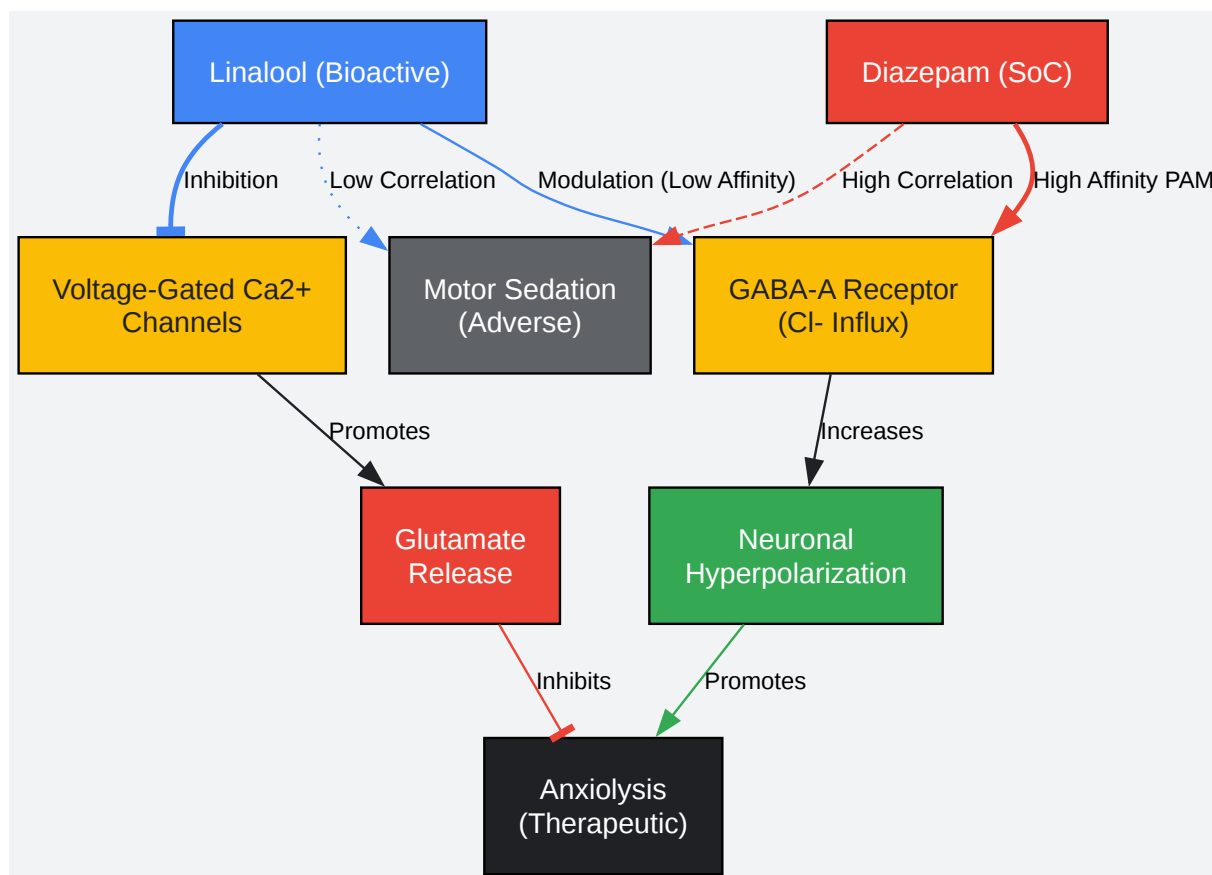 Linalool (Bioactive)
Diazepam (SoC)
Inhibition
Low Correlation
Modulation (Low Affinity)
High Correlation
High Affinity PAM
Voltage-Gated Ca2+
Channels
Motor Sedation
(Adverse)
GABA-A Receptor
(Cl- Influx)
Promotes
Increases
Glutamate
Release
Neuronal
Hyperpolarization
Inhibits
Promotes
Anxiolysis
(Therapeutic)